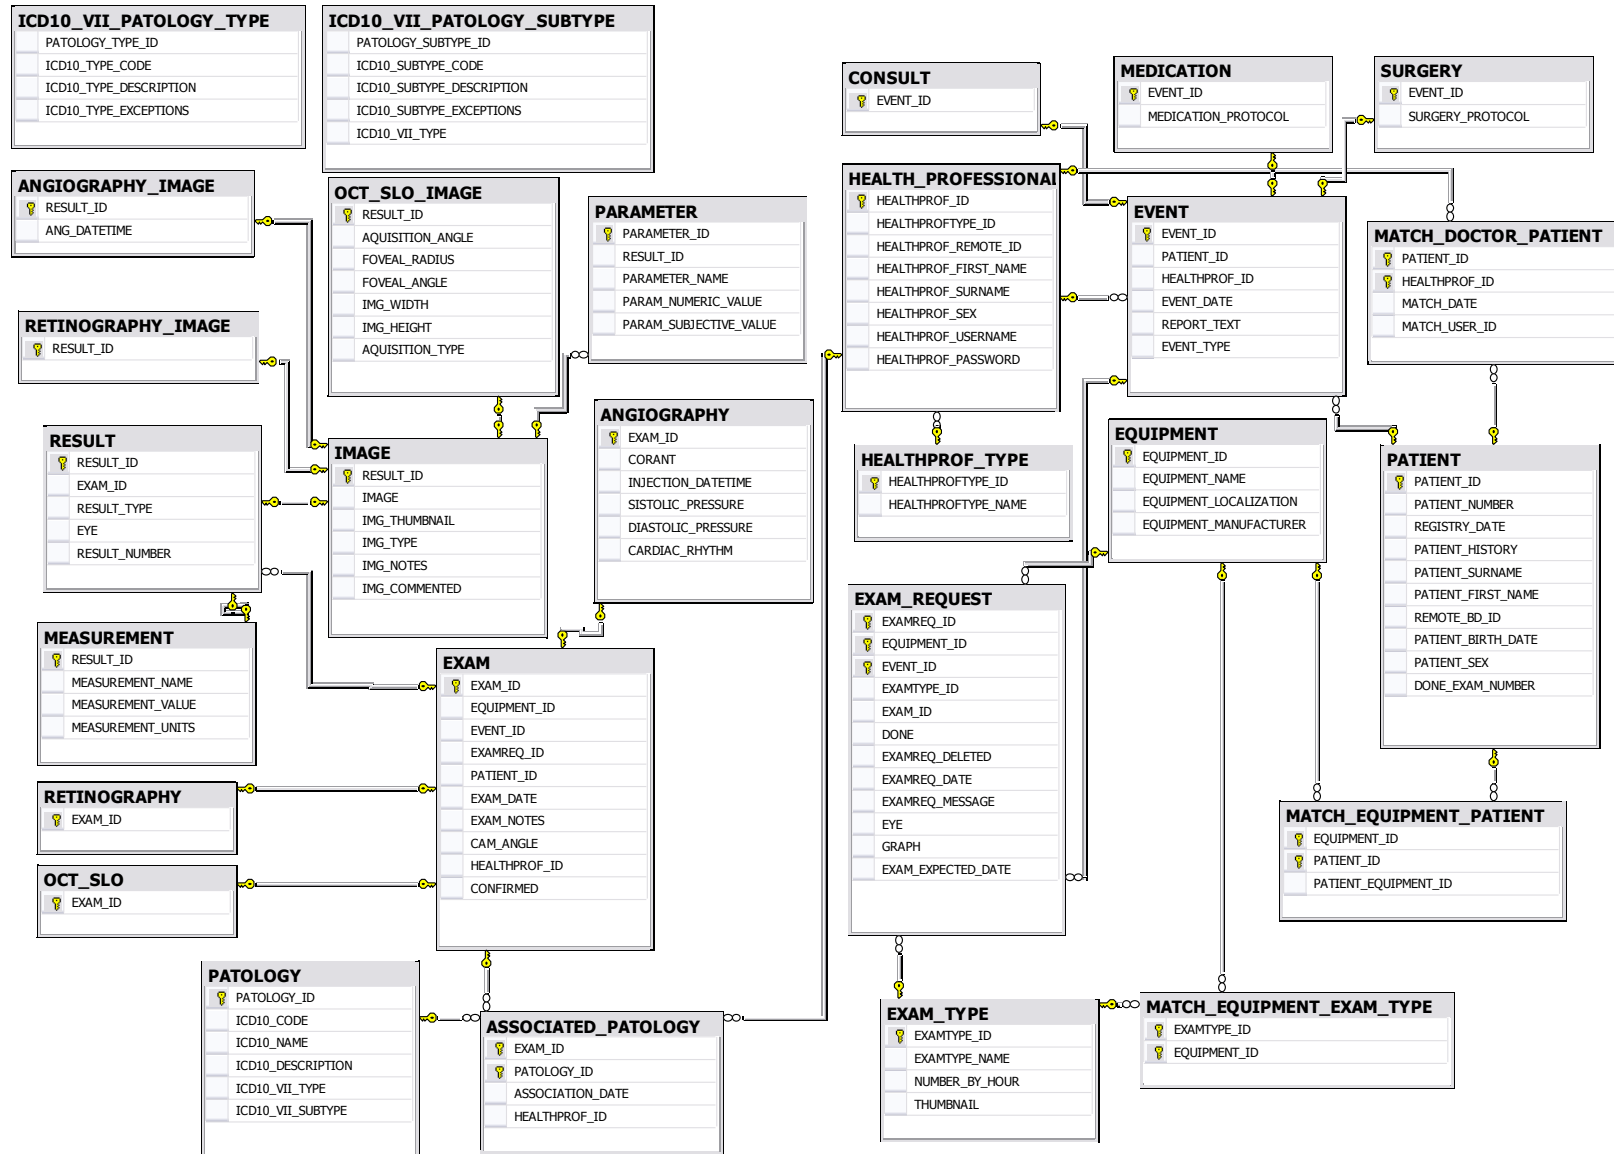 ICD10_VII_PATOLOGY_TYPE
PATOLOGY_TYPE_ID
ICD10_TYPE_CODE
ICD10_TYPE_DESCRIPTION
ICD10_TYPE_EXCEPTIONS
ICD10_VII_PATOLOGY_SUBTYPE
PATOLOGY_SUBTYPE_ID
ICD10_SUBTYPE_CODE
ICD10_SUBTYPE_DESCRIPTION
ICD10_SUBTYPE_EXCEPTIONS
ICD10_VII_TYPE
CONSULT
EVENT_ID
MEDICATION
EVENT_ID
MEDICATION_PROTOCOL
SURGERY
EVENT_ID
SURGERY_PROTOCOL
ANGIOGRAPHY_IMAGE
RESULT_ID
ANG_DATETIME
OCT_SLO_IMAGE
RESULT_ID
AQUISITION_ANGLE
FOVEAL_RADIUS
FOVEAL_ANGLE
IMG_WIDTH
IMG_HEIGHT
AQUISITION_TYPE
PARAMETER
PARAMETER_ID
RESULT_ID
PARAMETER_NAME
PARAM_NUMERIC_VALUE
PARAM_SUBJECTIVE_VALUE
HEALTH_PROFESSIONAL
HEALTHPROF_ID
HEALTHPROFTYPE_ID
HEALTHPROF_REMOTE_ID
HEALTHPROF_FIRST_NAME
HEALTHPROF_SURNAME
HEALTHPROF_SEX
HEALTHPROF_USERNAME
HEALTHPROF_PASSWORD
EVENT
EVENT_ID
PATIENT_ID
HEALTHPROF_ID
EVENT_DATE
REPORT_TEXT
EVENT_TYPE
MATCH_DOCTOR_PATIENT
PATIENT_ID
HEALTHPROF_ID
MATCH_DATE
MATCH_USER_ID
RETINOGRAPHY_IMAGE
RESULT_ID
RESULT
RESULT_ID
EXAM_ID
RESULT_TYPE
EYE
RESULT_NUMBER
IMAGE
RESULT_ID
IMAGE
IMG_THUMBNAIL
IMG_TYPE
IMG_NOTES
IMG_COMMENTED
ANGIOGRAPHY
EXAM_ID
CORANT
INJECTION_DATETIME
SISTOLIC_PRESSURE
DIASTOLIC_PRESSURE
CARDIAC_RHYTHM
HEALTHPROF_TYPE
HEALTHPROFTYPE_ID
HEALTHPROFTYPE_NAME
EQUIPMENT
EQUIPMENT_ID
EQUIPMENT_NAME
EQUIPMENT_LOCALIZATION
EQUIPMENT_MANUFACTURER
PATIENT
PATIENT_ID
PATIENT_NUMBER
REGISTRY_DATE
PATIENT_HISTORY
PATIENT_SURNAME
PATIENT_FIRST_NAME
REMOTE_BD_ID
PATIENT_BIRTH_DATE
PATIENT_SEX
DONE_EXAM_NUMBER
MEASUREMENT
RESULT_ID
MEASUREMENT_NAME
MEASUREMENT_VALUE
MEASUREMENT_UNITS
EXAM
EXAM_ID
EQUIPMENT_ID
EVENT_ID
EXAMREQ_ID
PATIENT_ID
EXAM_DATE
EXAM_NOTES
CAM_ANGLE
HEALTHPROF_ID
CONFIRMED
EXAM_REQUEST
EXAMREQ_ID
EQUIPMENT_ID
EVENT_ID
EXAMTYPE_ID
EXAM_ID
DONE
EXAMREQ_DELETED
EXAMREQ_DATE
EXAMREQ_MESSAGE
EYE
GRAPH
EXAM_EXPECTED_DATE
RETINOGRAPHY
EXAM_ID
OCT_SLO
EXAM_ID
MATCH_EQUIPMENT_PATIENT
EQUIPMENT_ID
PATIENT_ID
PATIENT_EQUIPMENT_ID
PATOLOGY
PATOLOGY_ID
ICD10_CODE
ICD10_NAME
ICD10_DESCRIPTION
ICD10_VII_TYPE
ICD10_VII_SUBTYPE
ASSOCIATED_PATOLOGY
EXAM_ID
PATOLOGY_ID
ASSOCIATION_DATE
HEALTHPROF_ID
EXAM_TYPE
EXAMTYPE_ID
EXAMTYPE_NAME
NUMBER_BY_HOUR
THUMBNAIL
MATCH_EQUIPMENT_EXAM_TYPE
EXAMTYPE_ID
EQUIPMENT_ID